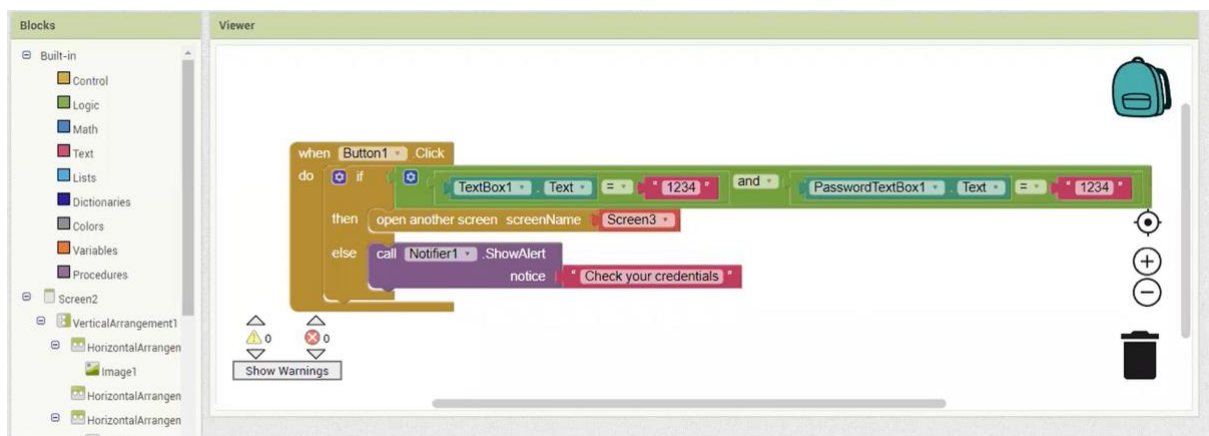 Blocks
Viewer
Built-in
Control
Logic
Math
Text
Lists
Dictionaries
Colors
Variables
Procedures
Screen2
VerticalArrangement1
HorizontalArrangen
Image1
HorizontalArrangen
HorizontalArrangen
when Button1 .Click
do if TextBox1 . Text = " 1234 " and PasswordTextBox1 . Text = " 1234 "
then open another screen screenName Screen3
else call Notifier1 .ShowAlert
notice " Check your credentials "
0 0
Show Warnings